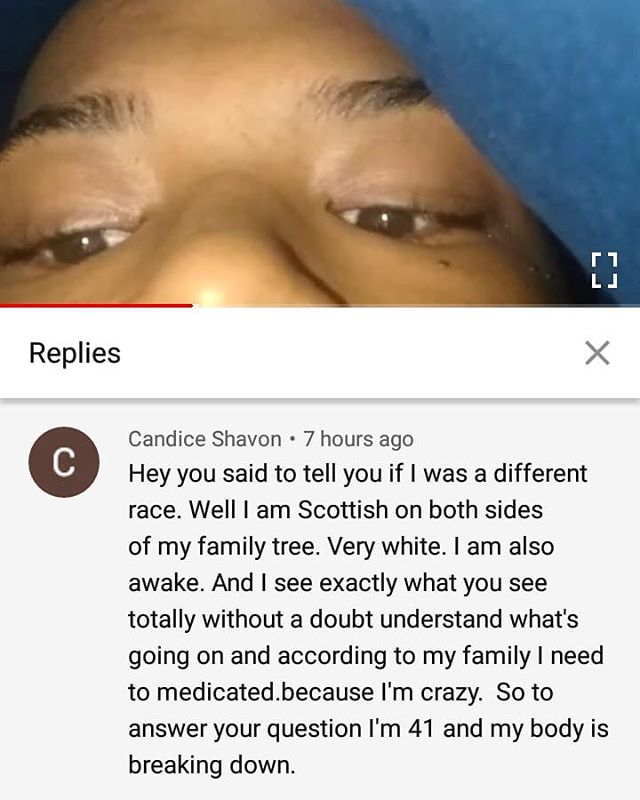 Replies
C
Candice Shavon • 7 hours ago
Hey you said to tell you if I was a different
race. Well I am Scottish on both sides
of my family tree. Very white. I am also
awake. And I see exactly what you see
totally without a doubt understand what's
going on and according to my family I need
to medicated.because I'm crazy.  So to
answer your question I'm 41 and my body is
breaking down.